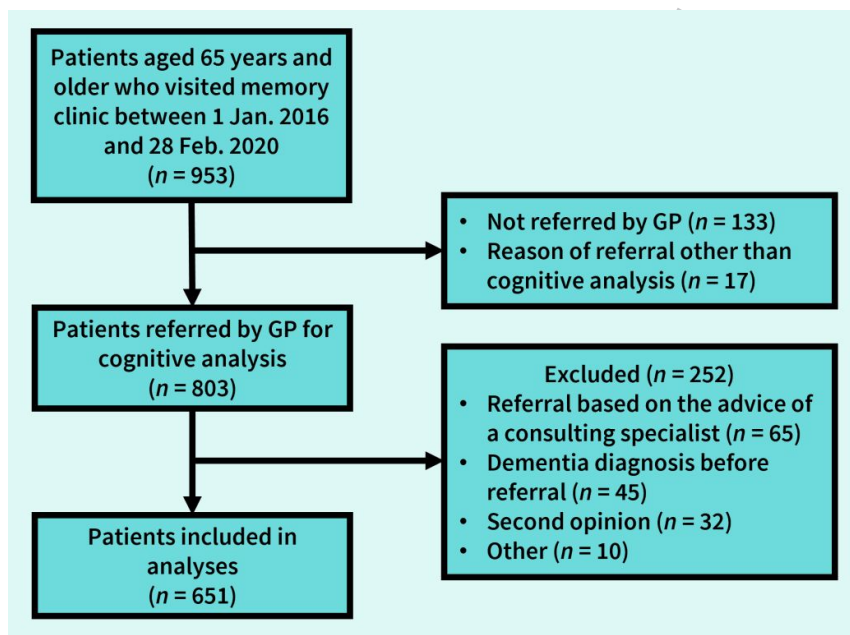 Patients aged 65 years and
older who visited memory
clinic between 1 Jan. 2016
and 28 Feb. 2020
(n = 953)
• Not referred by GP (n = 133)
• Reason of referral other than
cognitive analysis (n = 17)
Patients referred by GP for
cognitive analysis
(n = 803)
Excluded (n = 252)
• Referral based on the advice of
a consulting specialist (n = 65)
• Dementia diagnosis before
referral (n = 45)
• Second opinion (n = 32)
• Other (n = 10)
Patients included in
analyses
(n = 651)